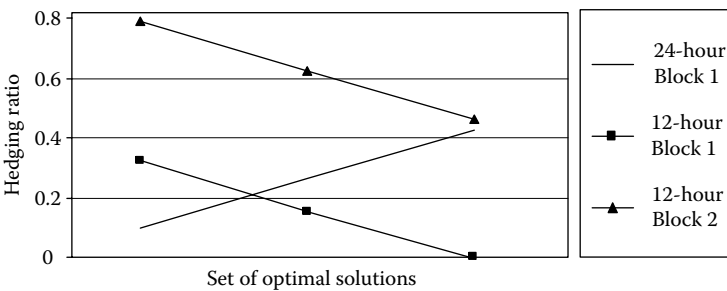 0.8
0.6
0.4
0.2
0
Hedging ratio
Set of optimal solutions
24-hour
Block 1
12-hour
Block 1
12-hour
Block 2